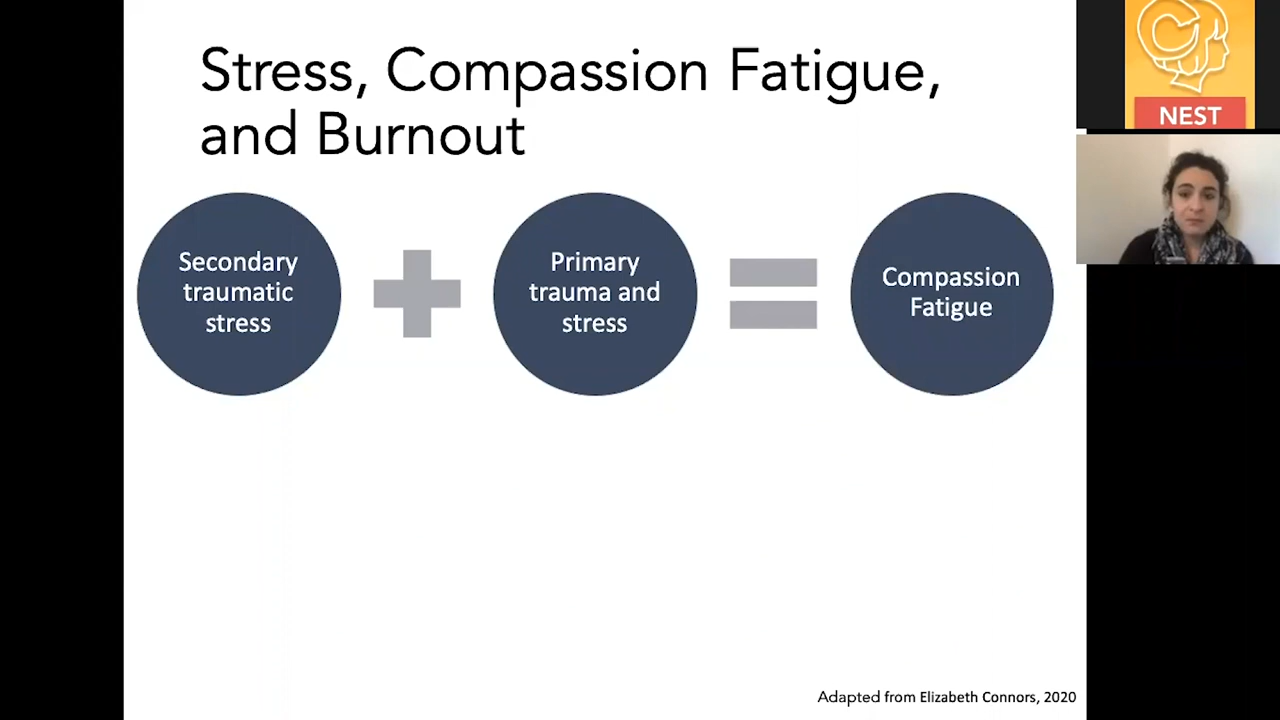 Stress, Compassion Fatigue,
and Burnout
Secondary
traumatic
stress
Primary
trauma and
stress
Compassion
Fatigue
NEST
Adapted from Elizabeth Connors, 2020